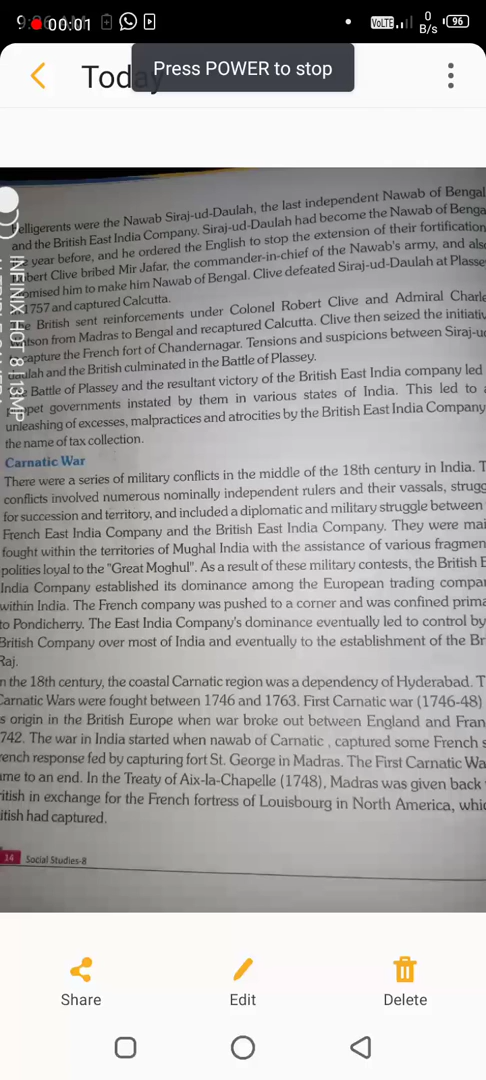 00:01
VoLTE
0
B/s
96
Today
Press POWER to stop
elligerents were the Nawab Siraj-ud-Daulah, the last independent Nawab of Bengal
and the British East India Company. Siraj-ud-Daulah had become the Nawab of Benga
year before, and he ordered the English to stop the extension of their fortification
bert Clive bribed Mir Jafar, the commander-in-chief of the Nawab's army, and also
omised him to make him Nawab of Bengal. Clive defeated Siraj-ud-Daulah at Plasse
1757 and captured Calcutta.
e British sent reinforcements under Colonel Robert Clive and Admiral Charle
tson from Madras to Bengal and recaptured Calcutta. Clive then seized the initiativ
capture the French fort of Chandernagar. Tensions and suspicions between Siraj-u
daulah and the British culminated in the Battle of Plassey.
Battle of Plassey and the resultant victory of the British East India company led
puppet governments instated by them in various states of India. This led to a
unleashing of excesses, malpractices and atrocities by the British East India Company
the name of tax collection.
Carnatic War
There were a series of military conflicts in the middle of the 18th century in India. T
conflicts involved numerous nominally independent rulers and their vassals, strugg
for succession and territory, and included a diplomatic and military struggle between
French East India Company and the British East India Company. They were mai
fought within the territories of Mughal India with the assistance of various fragmen
polities loyal to the "Great Moghul". As a result of these military contests, the British E
India Company established its dominance among the European trading compa
within India. The French company was pushed to a corner and was confined prima
to Pondicherry. The East India Company's dominance eventually led to control by
British Company over most of India and eventually to the establishment of the Br
Raj.
n the 18th century, the coastal Carnatic region was a dependency of Hyderabad. T
Carnatic Wars were fought between 1746 and 1763. First Carnatic war (1746-48)
s origin in the British Europe when war broke out between England and Fran
742. The war in India started when nawab of Carnatic , captured some French s
rench response fed by capturing fort St. George in Madras. The First Carnatic Wa
ame to an end. In the Treaty of Aix-la-Chapelle (1748), Madras was given back
ritish in exchange for the French fortress of Louisbourg in North America, whic
itish had captured.
14 Social Studies-8
INFINIX HOT 8
13MP
Share
Edit
Delete